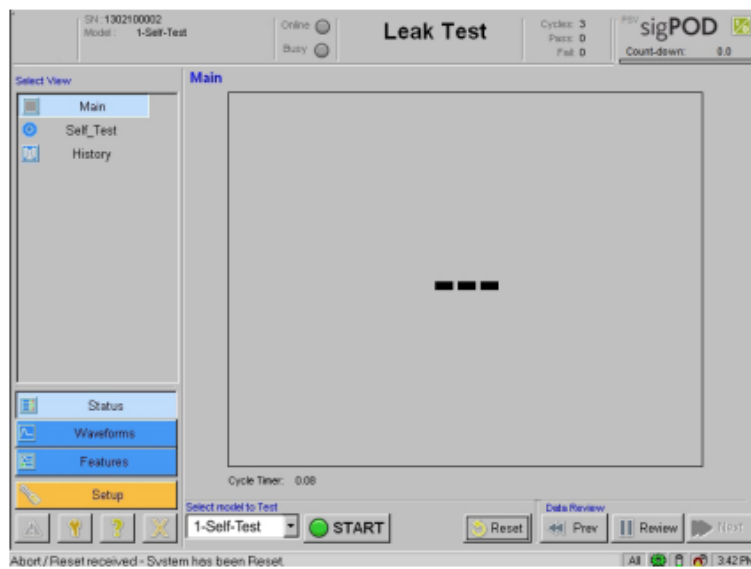 SN: 1302100002
Model: 1-Self-Test
Online
Busy
Leak Test
Cycles: 3
Pass: 0
Fail: 0
PSV sigPOD
Count-down: 0.0
Select View
Main
Self_Test
History
Status
Waveforms
Features
Setup
Main
---
Cycle Timer: 0.08
Select model to Test
1-Self-Test
START
Reset
Data Review
Prev
Review
Next
Abort / Reset received - System has been Reset.
All
3:42 PM